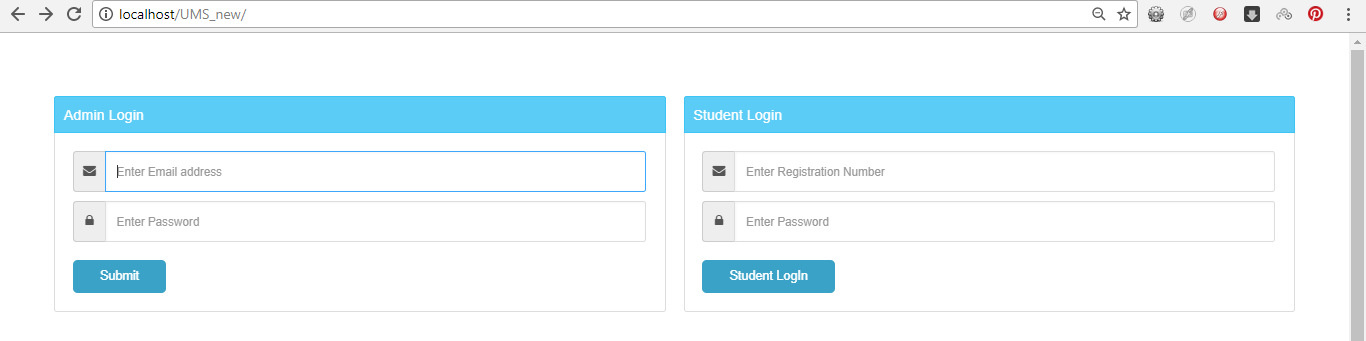 localhost/UMS_new/
Admin Login
Enter Email address
Enter Password
Submit
Student Login
Enter Registration Number
Enter Password
Student LogIn